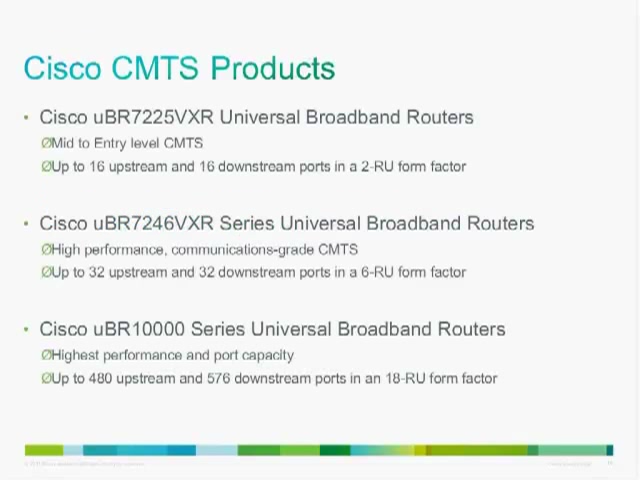 Cisco CMTS Products
• Cisco uBR7225VXR Universal Broadband Routers
ØMid to Entry level CMTS
ØUp to 16 upstream and 16 downstream ports in a 2-RU form factor
• Cisco uBR7246VXR Series Universal Broadband Routers
ØHigh performance, communications-grade CMTS
ØUp to 32 upstream and 32 downstream ports in a 6-RU form factor
• Cisco uBR10000 Series Universal Broadband Routers
ØHighest performance and port capacity
ØUp to 480 upstream and 576 downstream ports in an 18-RU form factor